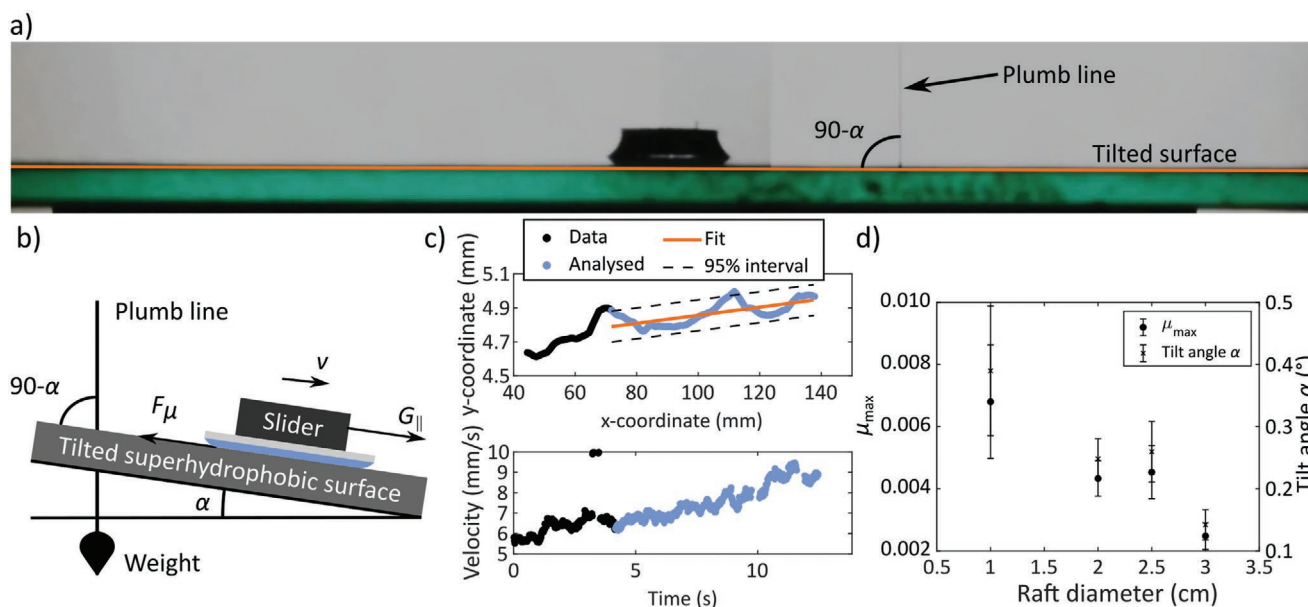 a)
Plumb line
90-α
Tilted surface
b)
Plumb line
90-α
v
Fμ
Slider
G||
Tilted superhydrophobic surface
α
Weight
c)
Data
Fit
Analysed
95% interval
y-coordinate (mm)
5.1
4.9
4.7
4.5
40 60 80 100 120 140
x-coordinate (mm)
Velocity (mm/s)
10
9
8
7
6
5
0 5 10
Time (s)
d)
μmax
Tilt angle α (°)
μmax
0.010
0.008
0.006
0.004
0.002
0.5
0.4
0.3
0.2
0.1
Tilt angle α (°)
0.5 1 1.5 2 2.5 3 3.5
Raft diameter (cm)